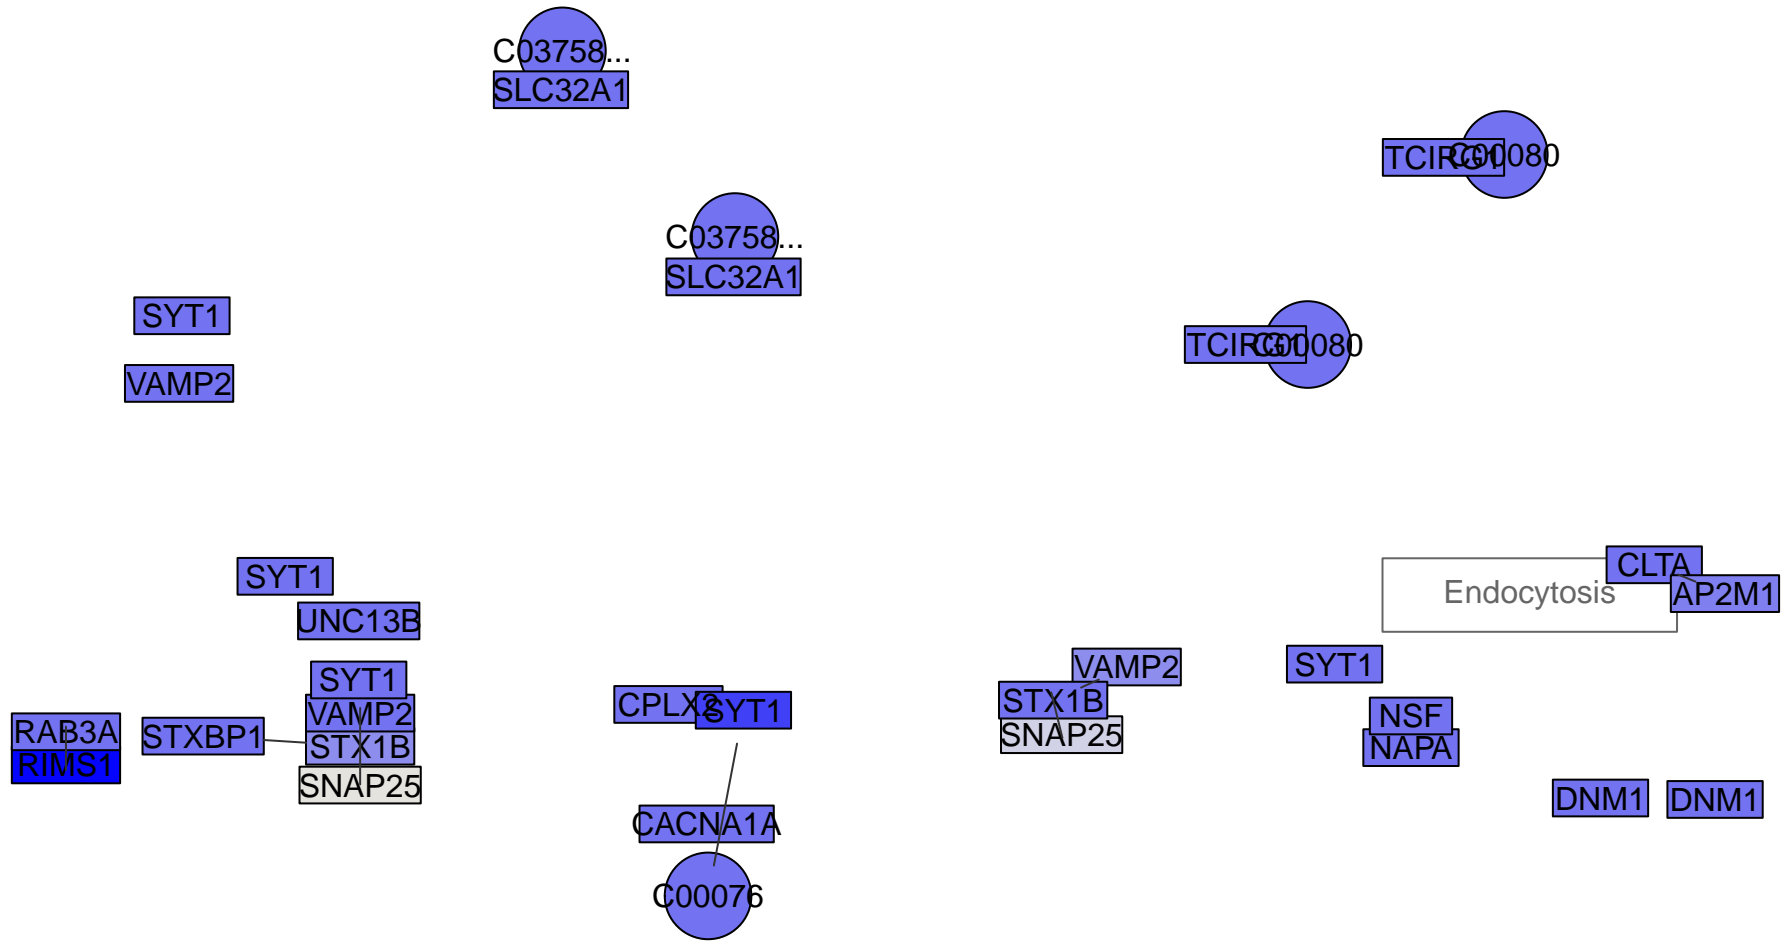 C03758...
SLC32A1
TCIRG1
C00080
C03758...
SLC32A1
SYT1
TCIRG1
C00080
VAMP2
SYT1
CLTA
Endocytosis
AP2M1
UNC13B
SYT1
VAMP2
SYT1
CPLX2
SYT1
STX1B
VAMP2
NSF
RAB3A
STXBP1
STX1B
SNAP25
NAPA
RIMS1
SNAP25
DNM1
DNM1
CACNA1A
C00076